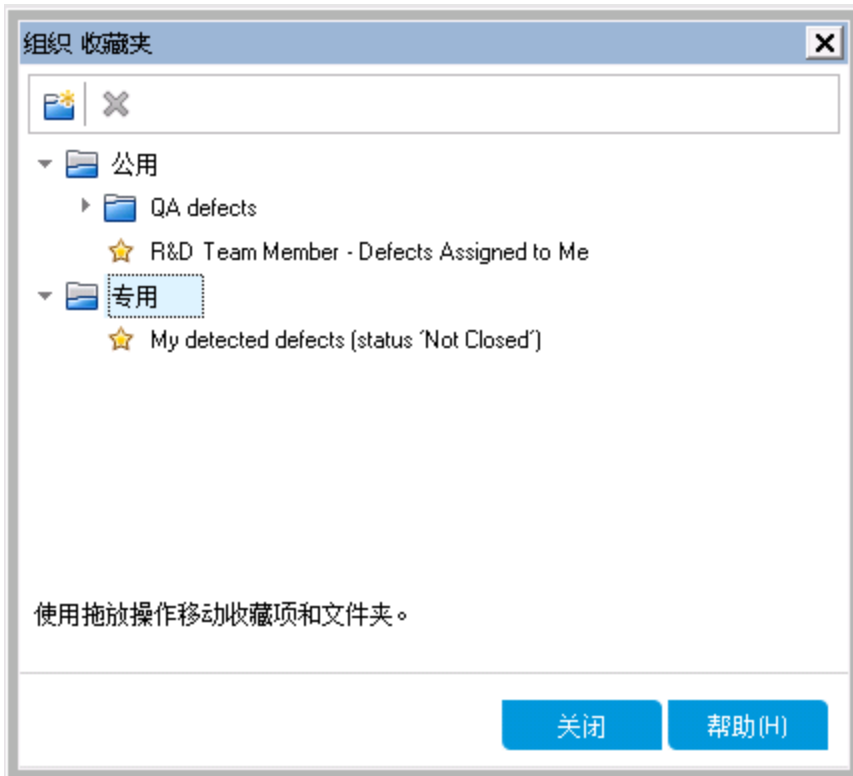 组织 收藏夹
公用
QA defects
R&D Team Member - Defects Assigned to Me
专用
My detected defects (status 'Not Closed')
使用拖放操作移动收藏项和文件夹。
关闭
帮助(H)